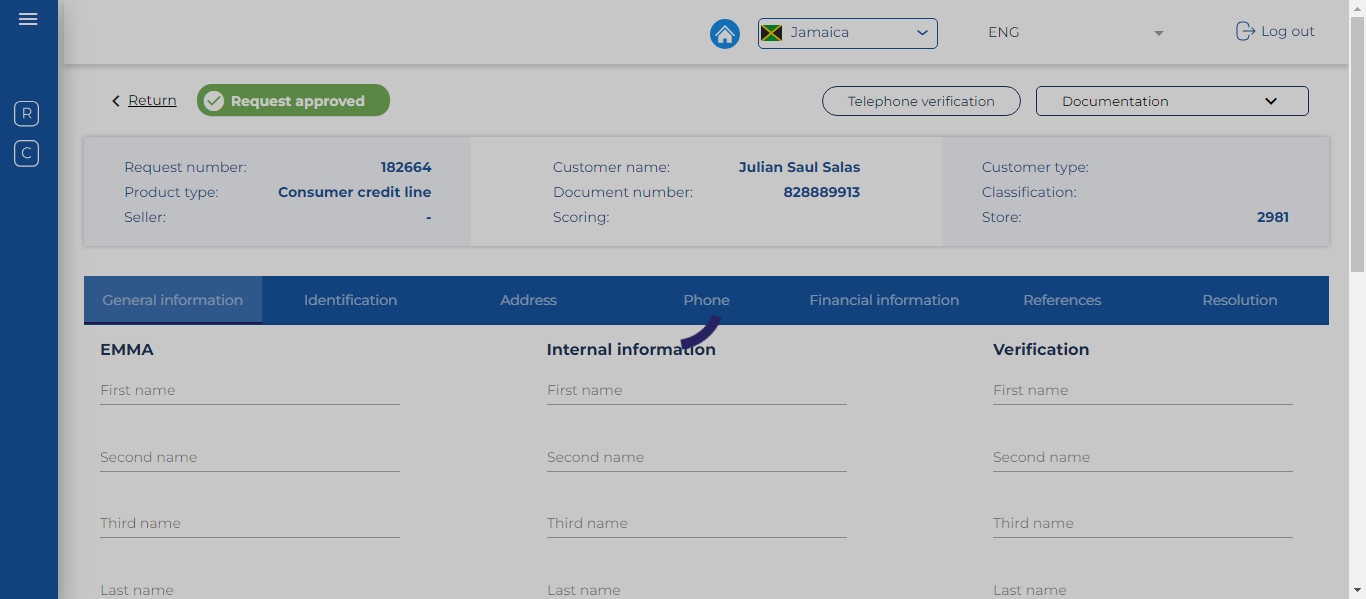 Jamaica ENG Log out
R
C
Return Request approved Telephone verification Documentation
Request number: 182664 Customer name: Julian Saul Salas Customer type:
Product type: Consumer credit line Document number: 828889913 Classification:
Seller: - Scoring: Store: 2981
General information Identification Address Phone Financial information References Resolution
EMMA Internal information Verification
First name First name First name
Second name Second name Second name
Third name Third name Third name
Last name Last name Last name